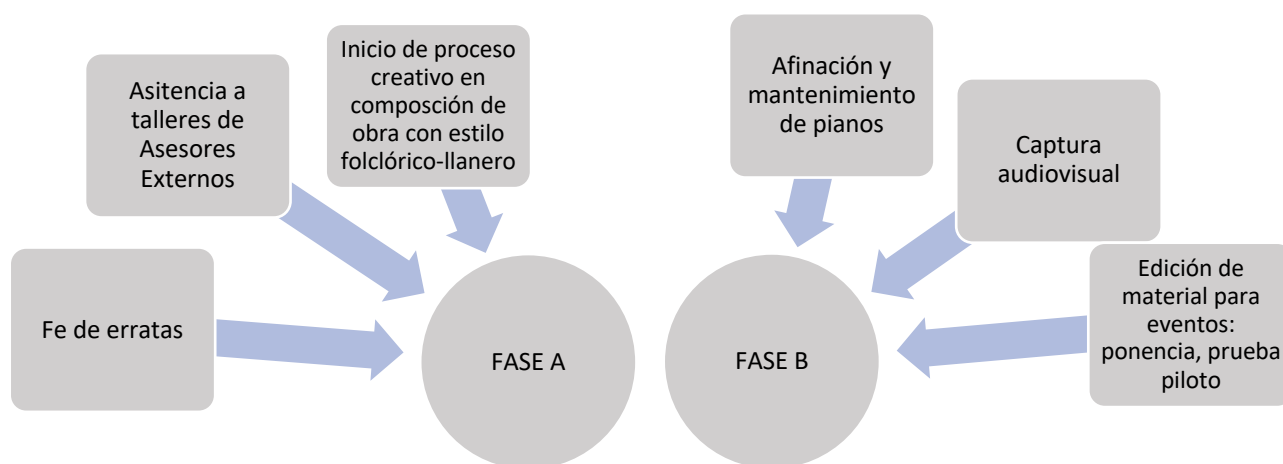 Inicio de proceso
creativo en
composción de
obra con estilo
folclórico-llanero
Asitencia a
talleres de
Asesores
Externos
Fe de erratas
FASE A
Afinación y
mantenimiento
de pianos
Captura
audiovisual
Edición de
material para
eventos:
ponencia, prueba
piloto
FASE B